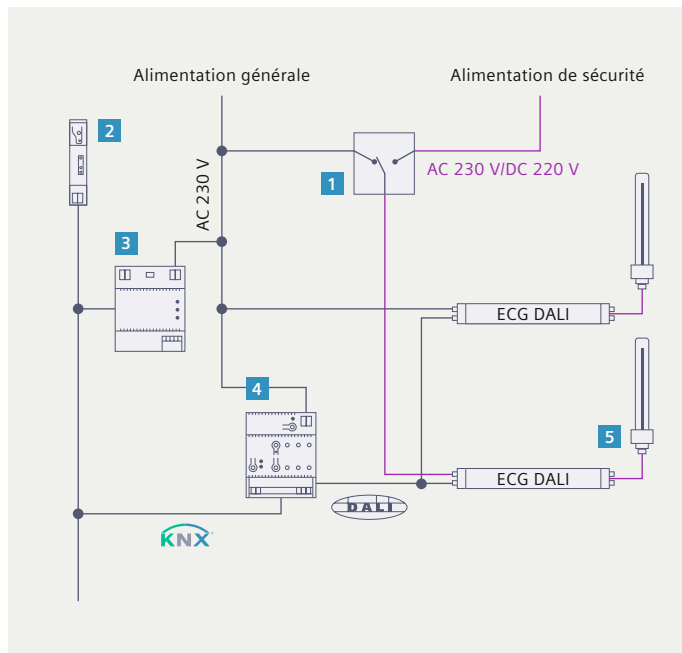 Alimentation générale
Alimentation de sécurité
2
1
AC 230 V/DC 220 V
AC 230 V
3
ECG DALI
4
5
ECG DALI
DALI
KNX